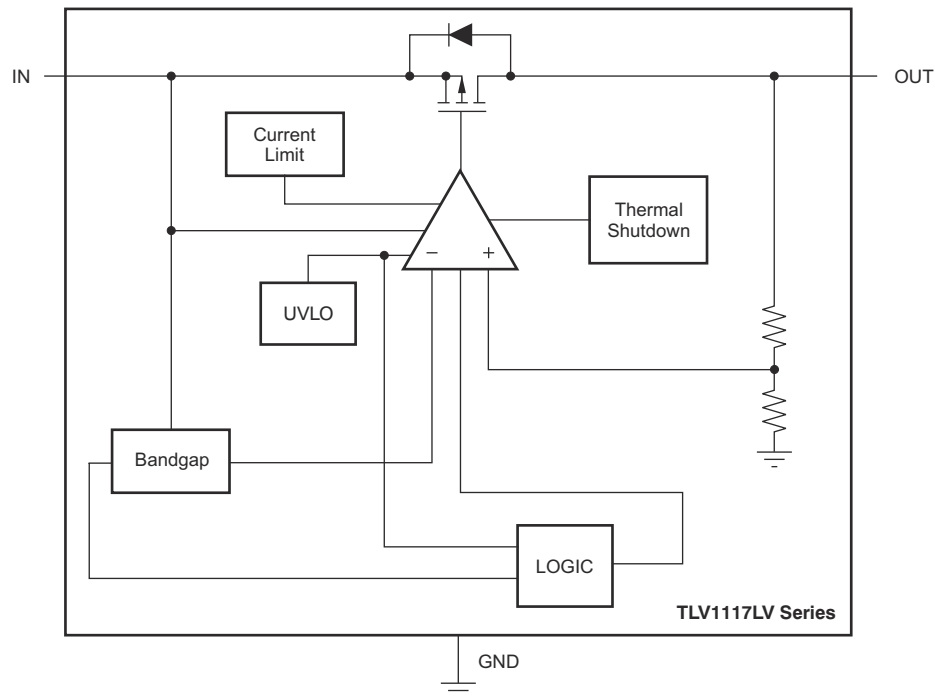 IN
OUT
Current
Limit
Thermal
Shutdown
− +
UVLO
Bandgap
LOGIC
TLV1117LV Series
GND